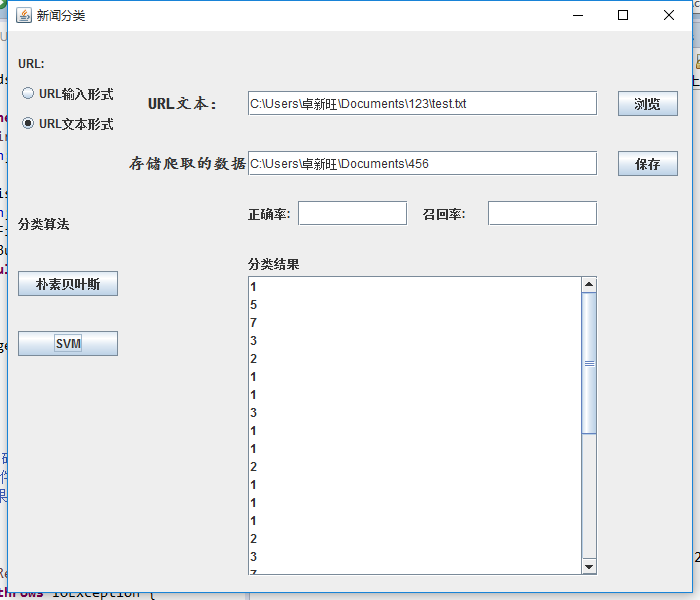 新闻分类
URL:
URL输入形式
URL文本形式
URL文本：
C:\Users\卓新旺\Documents\123\test.txt
浏览
存储爬取的数据
C:\Users\卓新旺\Documents\456
保存
正确率:
召回率:
分类算法
分类结果
朴素贝叶斯
SVM
1
5
7
3
2
1
1
3
1
1
2
1
1
1
2
3
throws IOException {